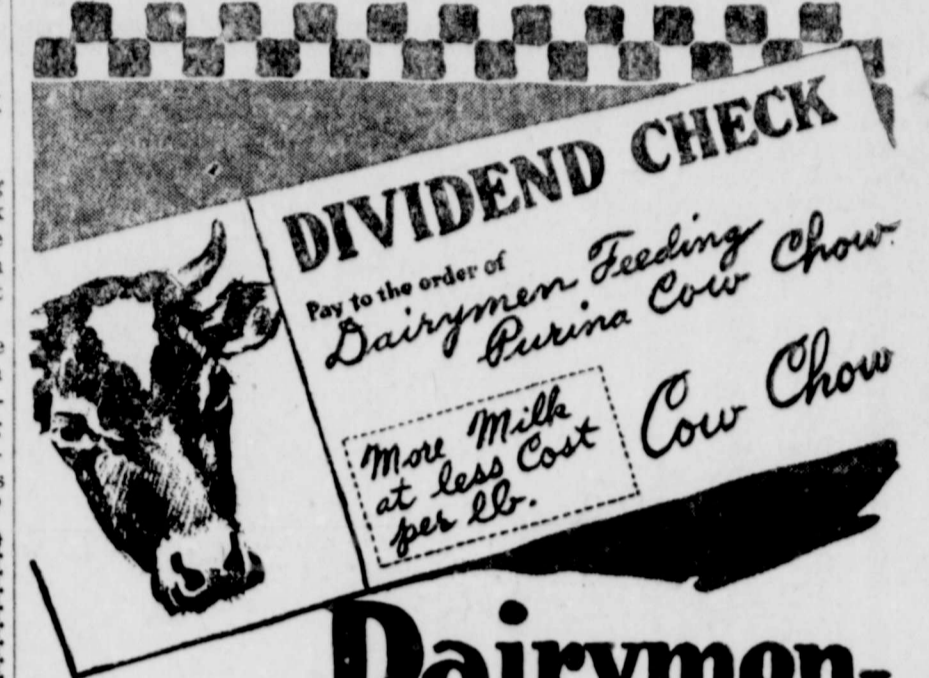 DIVIDEND CHECK
Pay to the order of
Dairymen Feeding
Purina Cow Chow
More Milk
at less Cost
per lb.
Cow Chow
Dairymen-